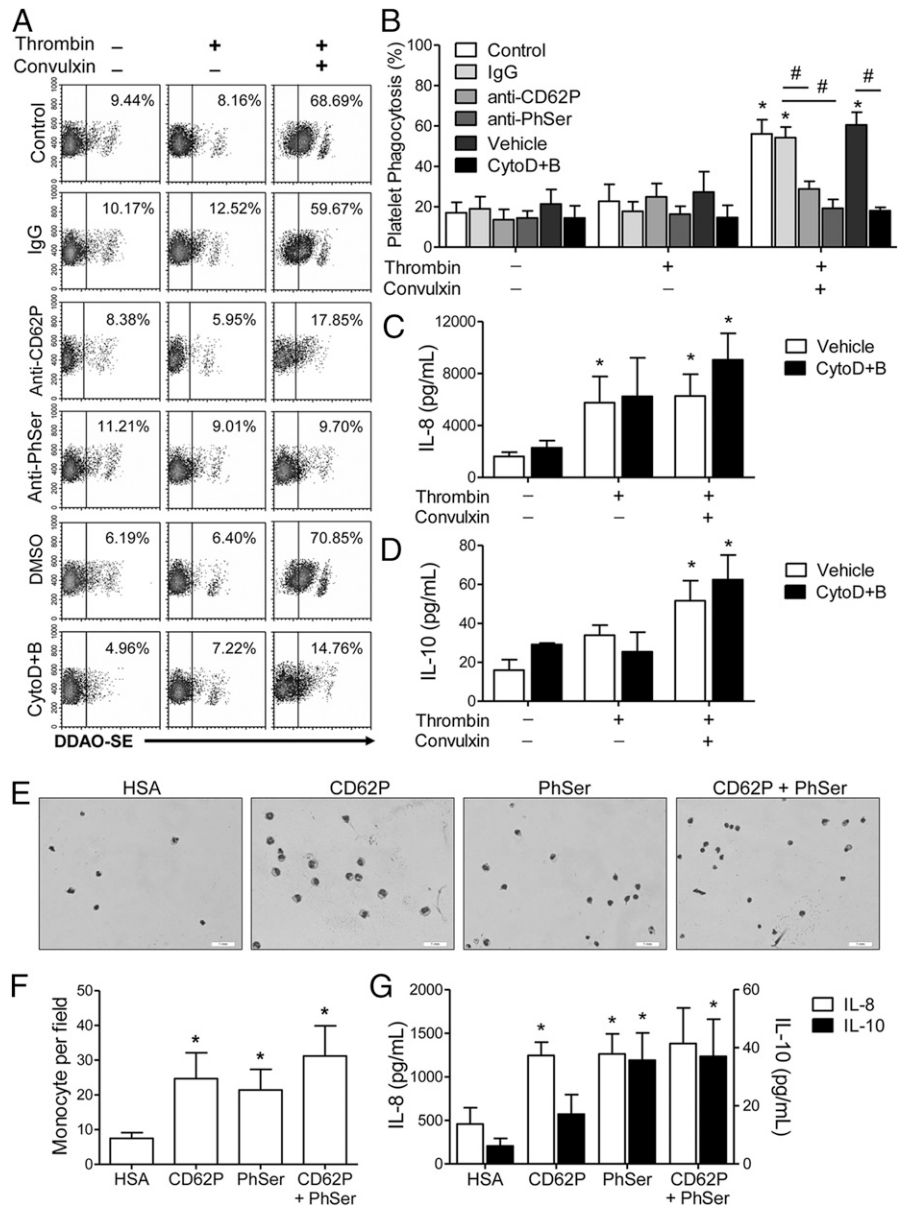 A
Thrombin – + +
Convulxin – – +
Control
9.44% 8.16% 68.69%
IgG
10.17% 12.52% 59.67%
Anti-CD62P
8.38% 5.95% 17.85%
Anti-PhSer
11.21% 9.01% 9.70%
DMSO
6.19% 6.40% 70.85%
CytoD+B
4.96% 7.22% 14.76%
DDAO-SE
B
Platelet Phagocytosis (%)
100
80
60
40
20
0
Control
IgG
anti-CD62P
anti-PhSer
Vehicle
CytoD+B
* * # # * #
Thrombin – + +
Convulxin – – +
C
IL-8 (pg/mL)
12000
8000
4000
0
* * *
Vehicle
CytoD+B
Thrombin – + +
Convulxin – – +
D
IL-10 (pg/mL)
60
40
20
0
80
* *
Vehicle
CytoD+B
Thrombin – + +
Convulxin – – +
E
HSA CD62P PhSer CD62P + PhSer
F
Monocyte per field
50
40
30
20
10
0
* * *
HSA CD62P PhSer CD62P
+ PhSer
G
IL-8 (pg/mL)
2000
1500
1000
500
0
* * * *
IL-10 (pg/mL)
60
40
20
0
IL-8
IL-10
HSA CD62P PhSer CD62P
+ PhSer